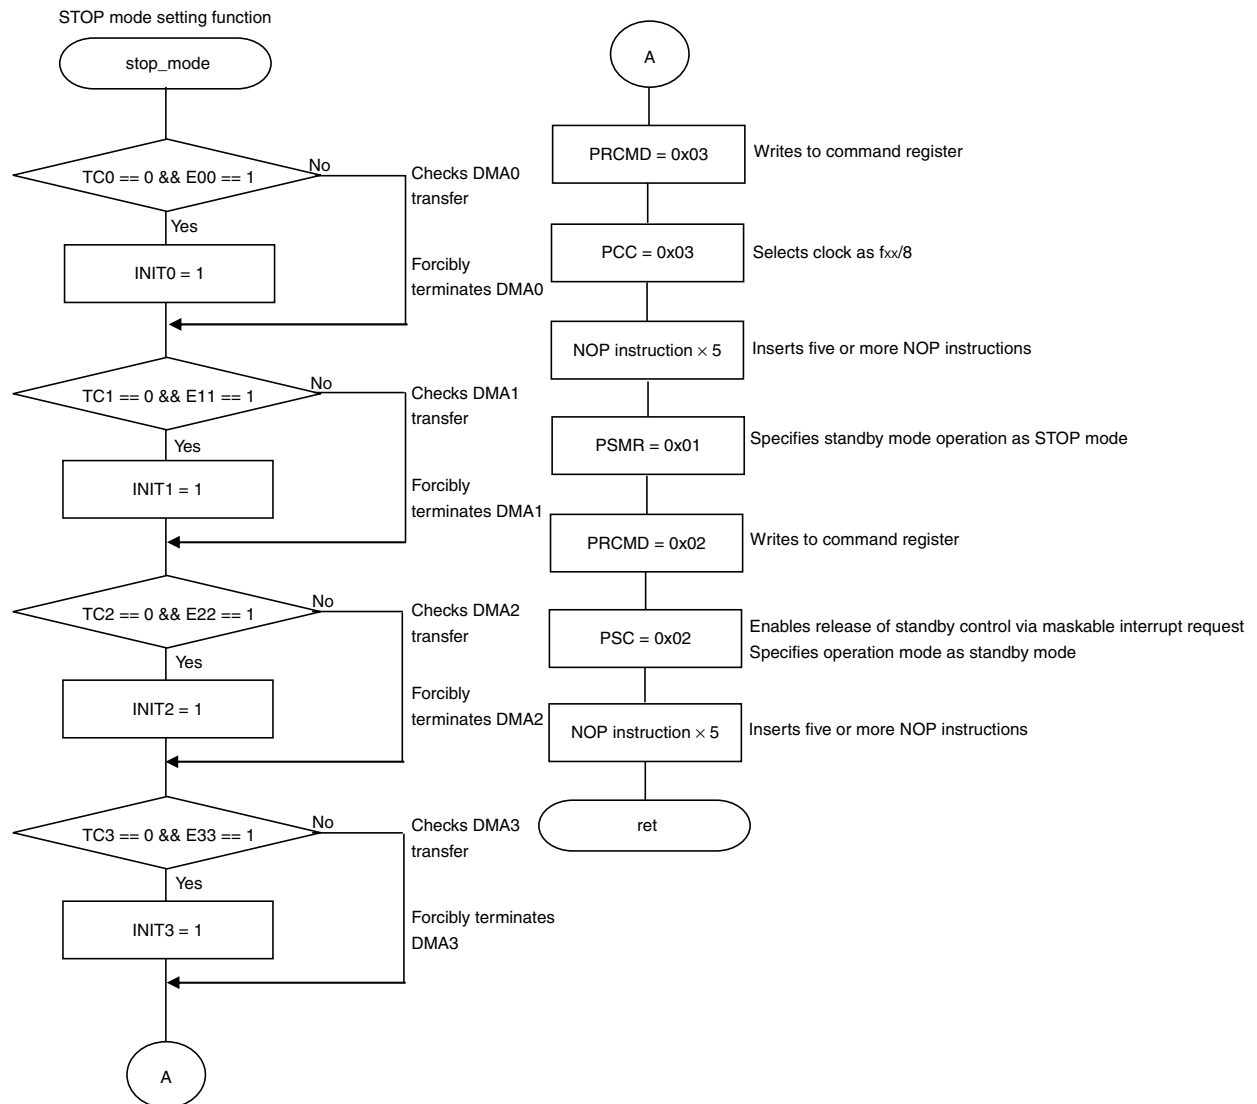 STOP mode setting function
stop_mode
TC0 == 0 && E00 == 1
No
Checks DMA0
transfer
Yes
INIT0 = 1
Forcibly
terminates DMA0
TC1 == 0 && E11 == 1
No
Checks DMA1
transfer
Yes
INIT1 = 1
Forcibly
terminates DMA1
TC2 == 0 && E22 == 1
No
Checks DMA2
transfer
Yes
INIT2 = 1
Forcibly
terminates DMA2
TC3 == 0 && E33 == 1
No
Checks DMA3
transfer
Yes
INIT3 = 1
Forcibly terminates
DMA3
A
A
PRCMD = 0x03
Writes to command register
PCC = 0x03
Selects clock as fxx/8
NOP instruction × 5
Inserts five or more NOP instructions
PSMR = 0x01
Specifies standby mode operation as STOP mode
PRCMD = 0x02
Writes to command register
PSC = 0x02
Enables release of standby control via maskable interrupt request
Specifies operation mode as standby mode
NOP instruction × 5
Inserts five or more NOP instructions
ret